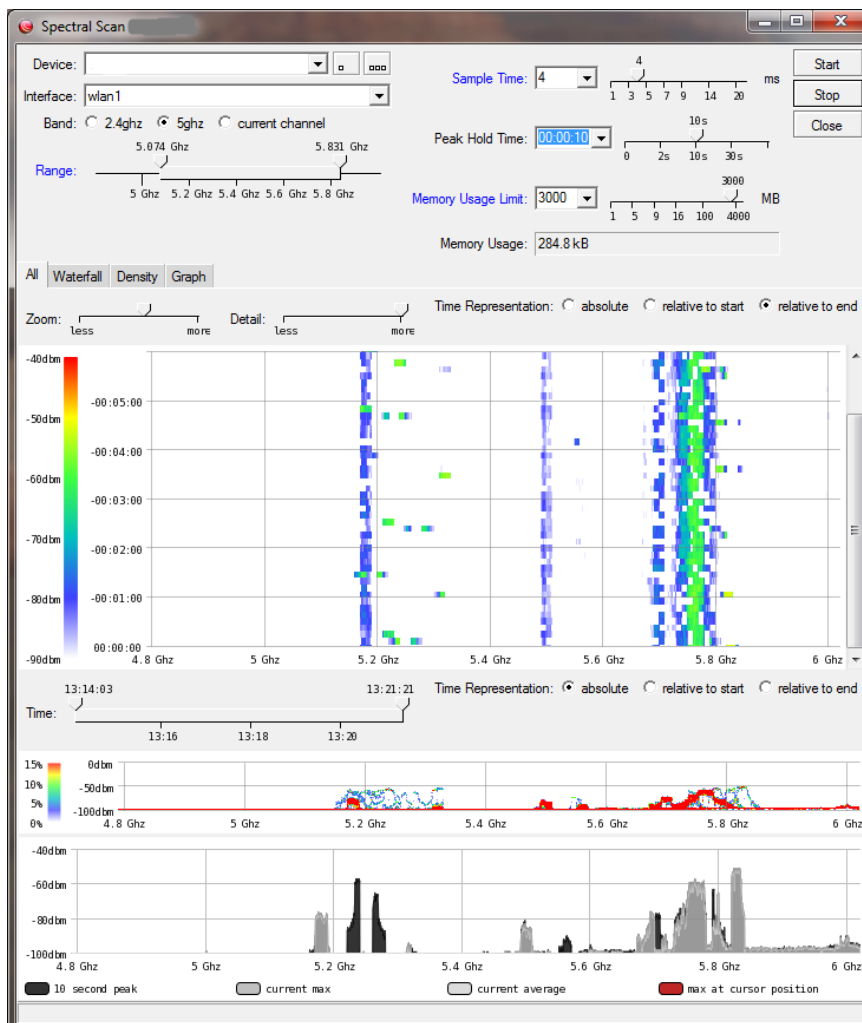 Spectral Scan
Device:
Interface: wlan1
Band: 2.4ghz 5ghz current channel
5.074 Ghz 5.831 Ghz
Range:
5 Ghz 5.2 Ghz 5.4 Ghz 5.6 Ghz 5.8 Ghz
4
Sample Time: 4 ms
1 3 5 7 9 14 20
10s
Peak Hold Time: 00:00:10
0 2s 10s 30s
3000
Memory Usage Limit: 3000 MB
1 5 9 16 100 4000
Memory Usage: 284.8 kB
Start
Stop
Close
All Waterfall Density Graph
Zoom: less more Detail: less more Time Representation: absolute relative to start relative to end
-40dbm
-50dbm
-60dbm
-70dbm
-80dbm
-90dbm
-00:05:00
-00:04:00
-00:03:00
-00:02:00
-00:01:00
00:00:00
4.8 Ghz 5 Ghz 5.2 Ghz 5.4 Ghz 5.6 Ghz 5.8 Ghz 6 Ghz
13:14:03 13:21:21 Time Representation: absolute relative to start relative to end
Time:
13:16 13:18 13:20
15%
10%
5%
0%
0dbm
-50dbm
-100dbm
4.8 Ghz 5 Ghz 5.2 Ghz 5.4 Ghz 5.6 Ghz 5.8 Ghz 6 Ghz
-40dbm
-60dbm
-80dbm
-100dbm
4.8 Ghz 5 Ghz 5.2 Ghz 5.4 Ghz 5.6 Ghz 5.8 Ghz 6 Ghz
10 second peak current max current average max at cursor position